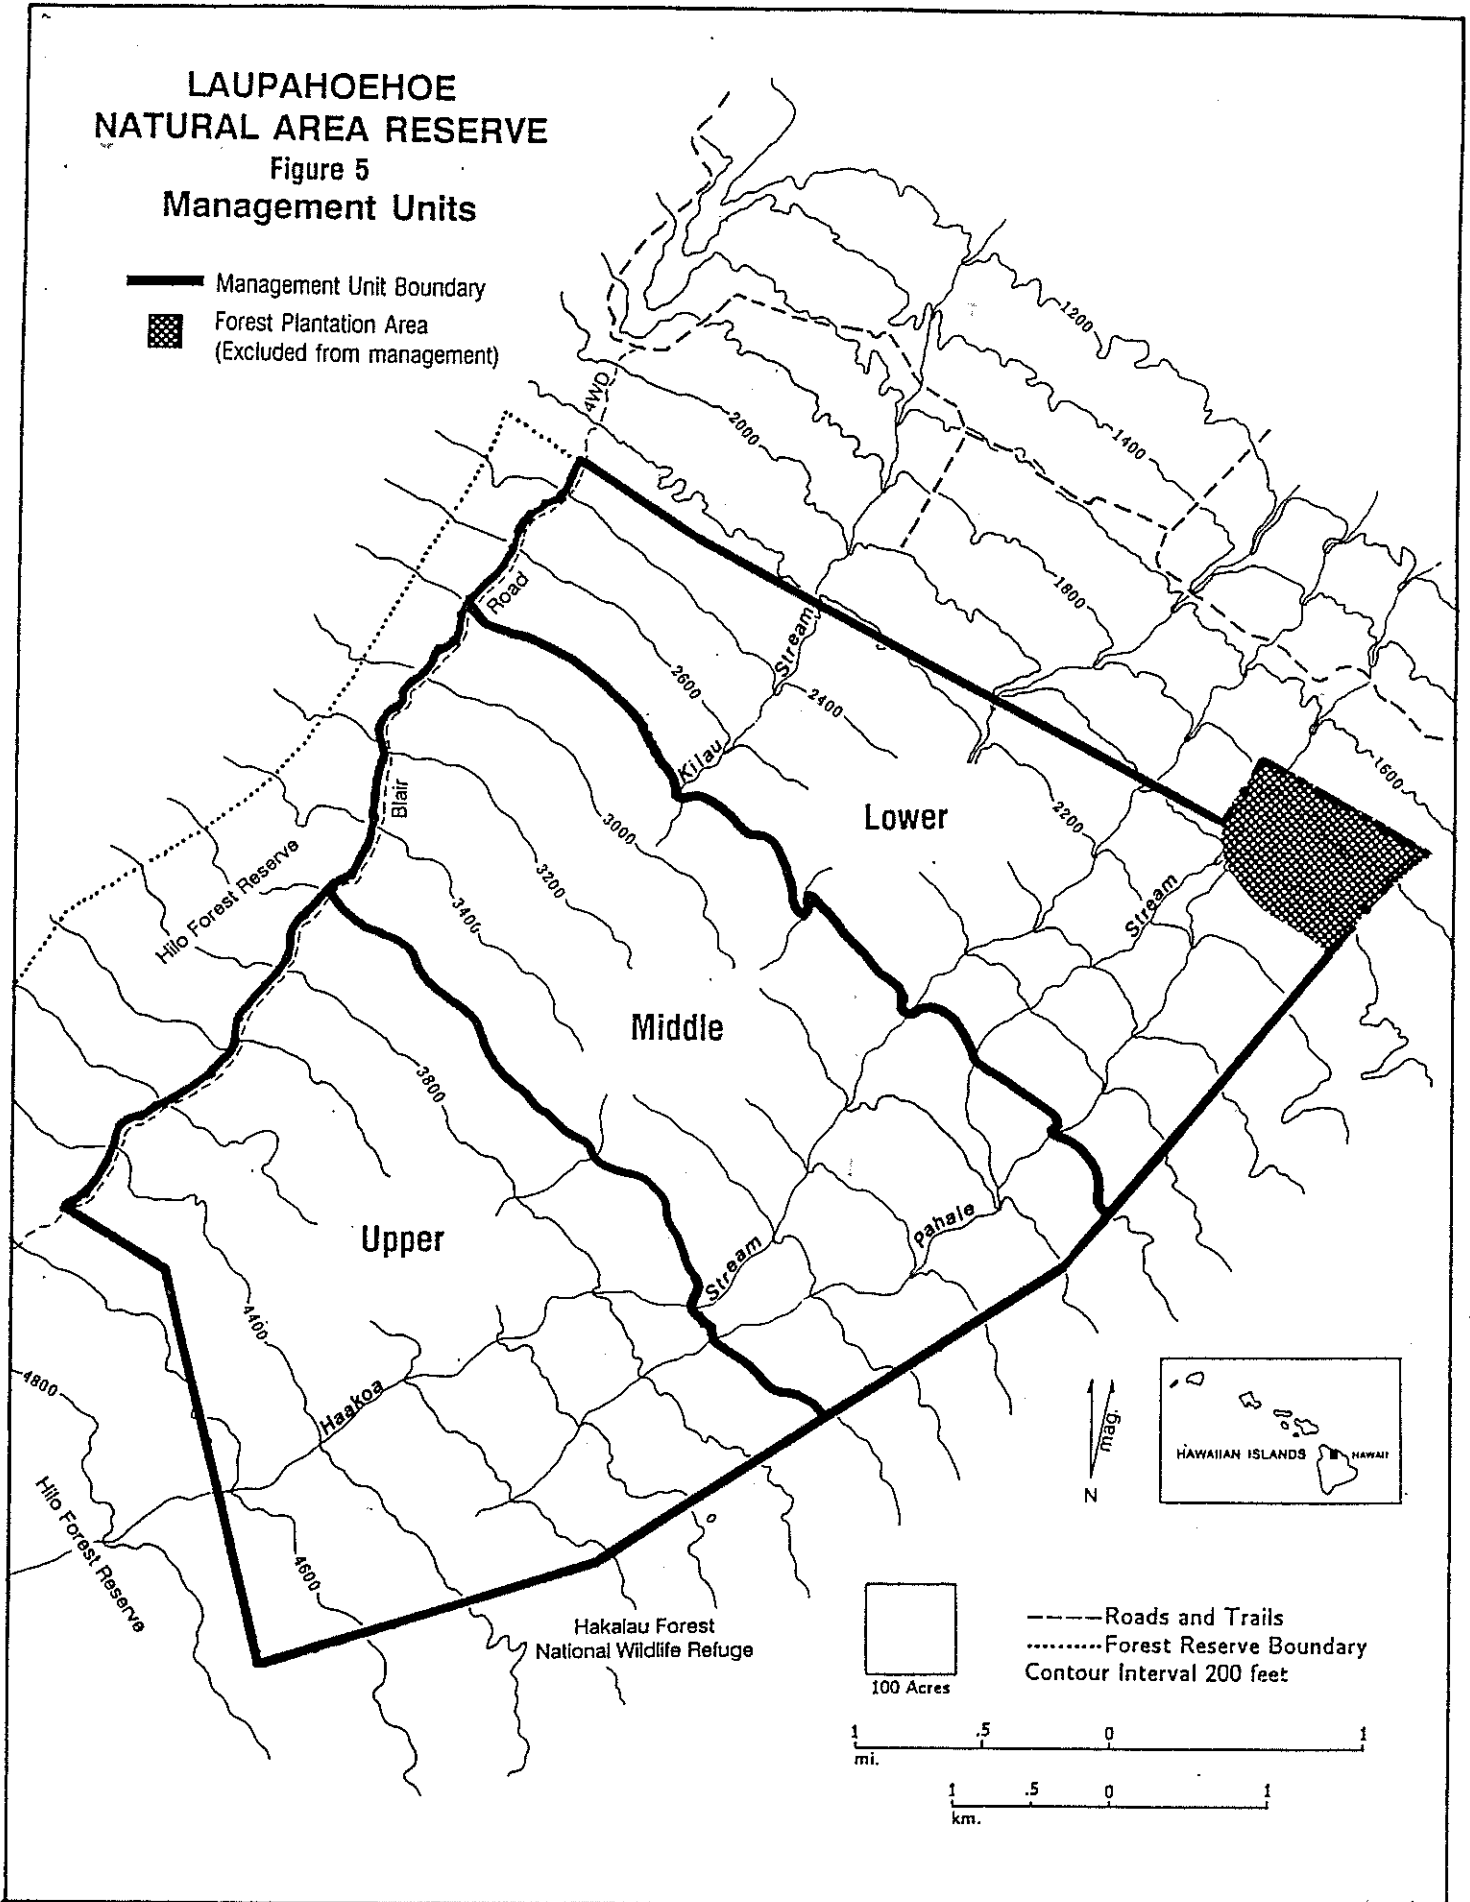 LAUPAHOEHOE
NATURAL AREA RESERVE
Figure 5
Management Units
Management Unit Boundary
Forest Plantation Area
(Excluded from management)
1200
4WD
2000
1400
Road
1800
Stream
2600
2400
Kilau
1600
Blair
Lower
2200
3000
Hilo Forest Reserve
3200
3400
Stream
Middle
3800
Upper
Pahale
Stream
4400
4800
Haakoa
mag.
N
HAWAIIAN ISLANDS
HAWAII
Hilo Forest Reserve
4600
Hakalau Forest
National Wildlife Refuge
100 Acres
Roads and Trails
Forest Reserve Boundary
Contour Interval 200 feet
1 .5 0 1
mi.
1 .5 0 1
km.